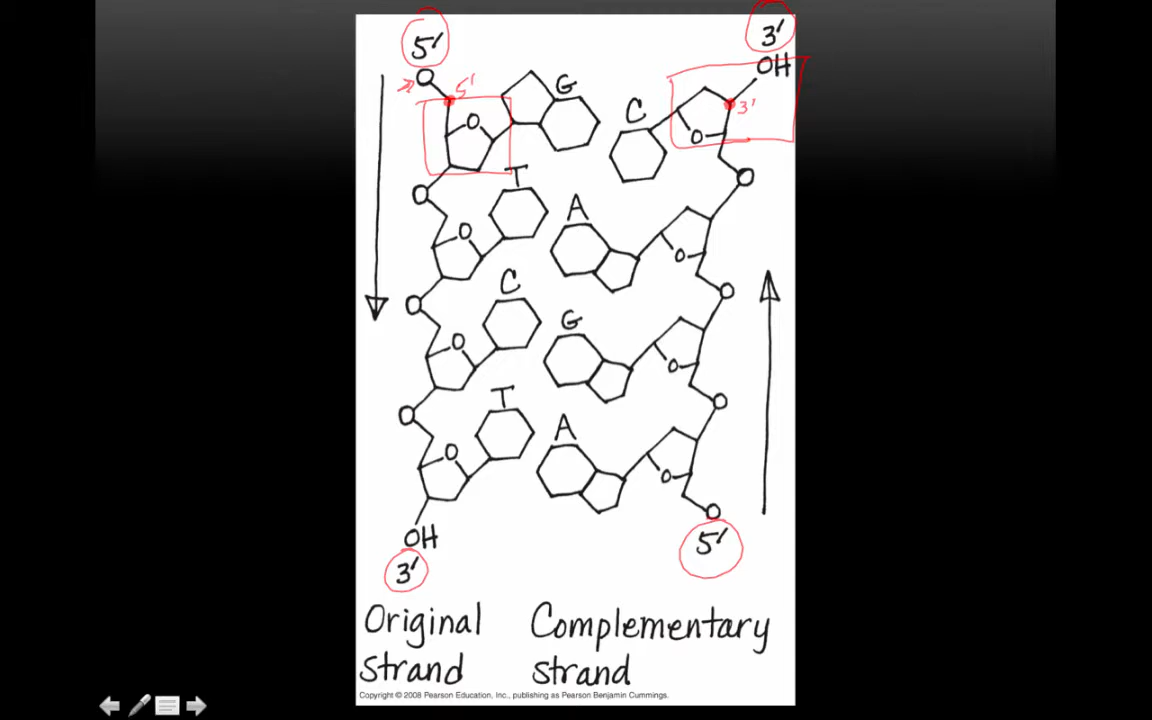 5'
3'
O
OH
5'
3'
G
C
O
O
O
T
A
O
O
O
C
G
O
O
O
O
T
A
O
O
O
O
O
OH
5'
3'
Original Complementary
strand strand
Copyright © 2008 Pearson Education, Inc., publishing as Pearson Benjamin Cummings.